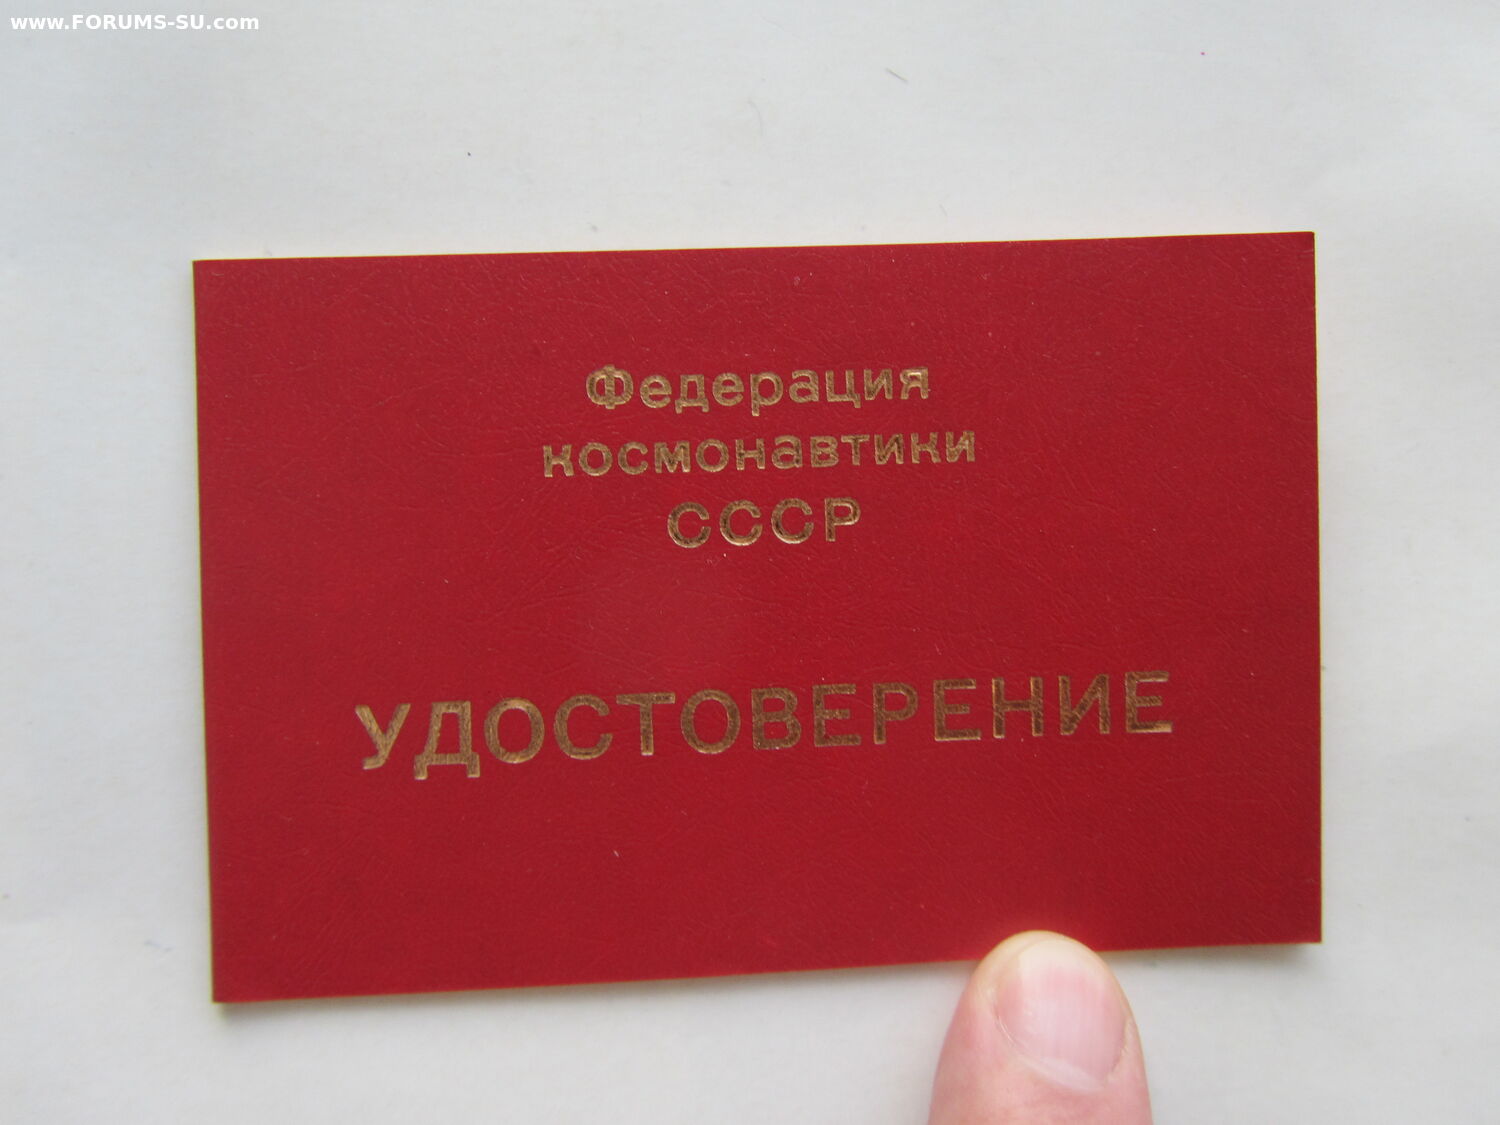 www.FORUMS-SU.com
Федерация
космонавтики
СССР
УДОСТОВЕРЕНИЕ